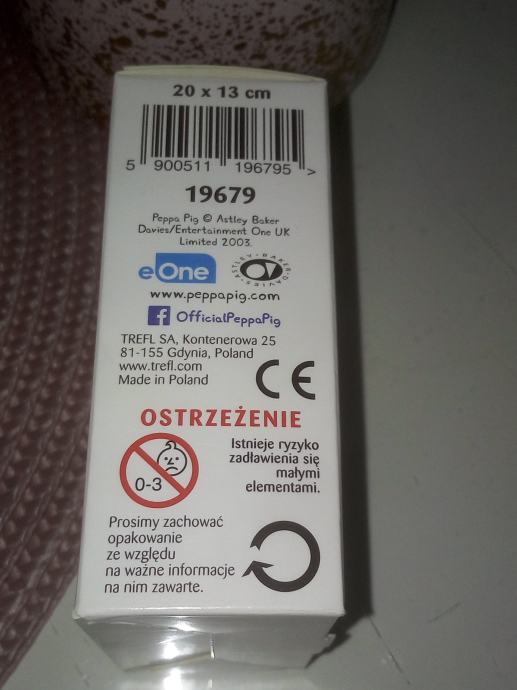 20 x 13 cm
5 900511 196795 >
19679
Peppa Pig © Astley Baker
Davies/Entertainment One UK
Limited 2003.
eOne
ASTLEY·BAKER·DAVIES·
www.peppapig.com
f OfficialPeppaPig
TREFL SA, Kontenerowa 25
81-155 Gdynia, Poland
www.trefl.com
Made in Poland
CE
OSTRZEŻENIE
0-3
Istnieje ryzyko
zadławienia się
małymi
elementami.
Prosimy zachować
opakowanie
ze względu
na ważne informacje
na nim zawarte.